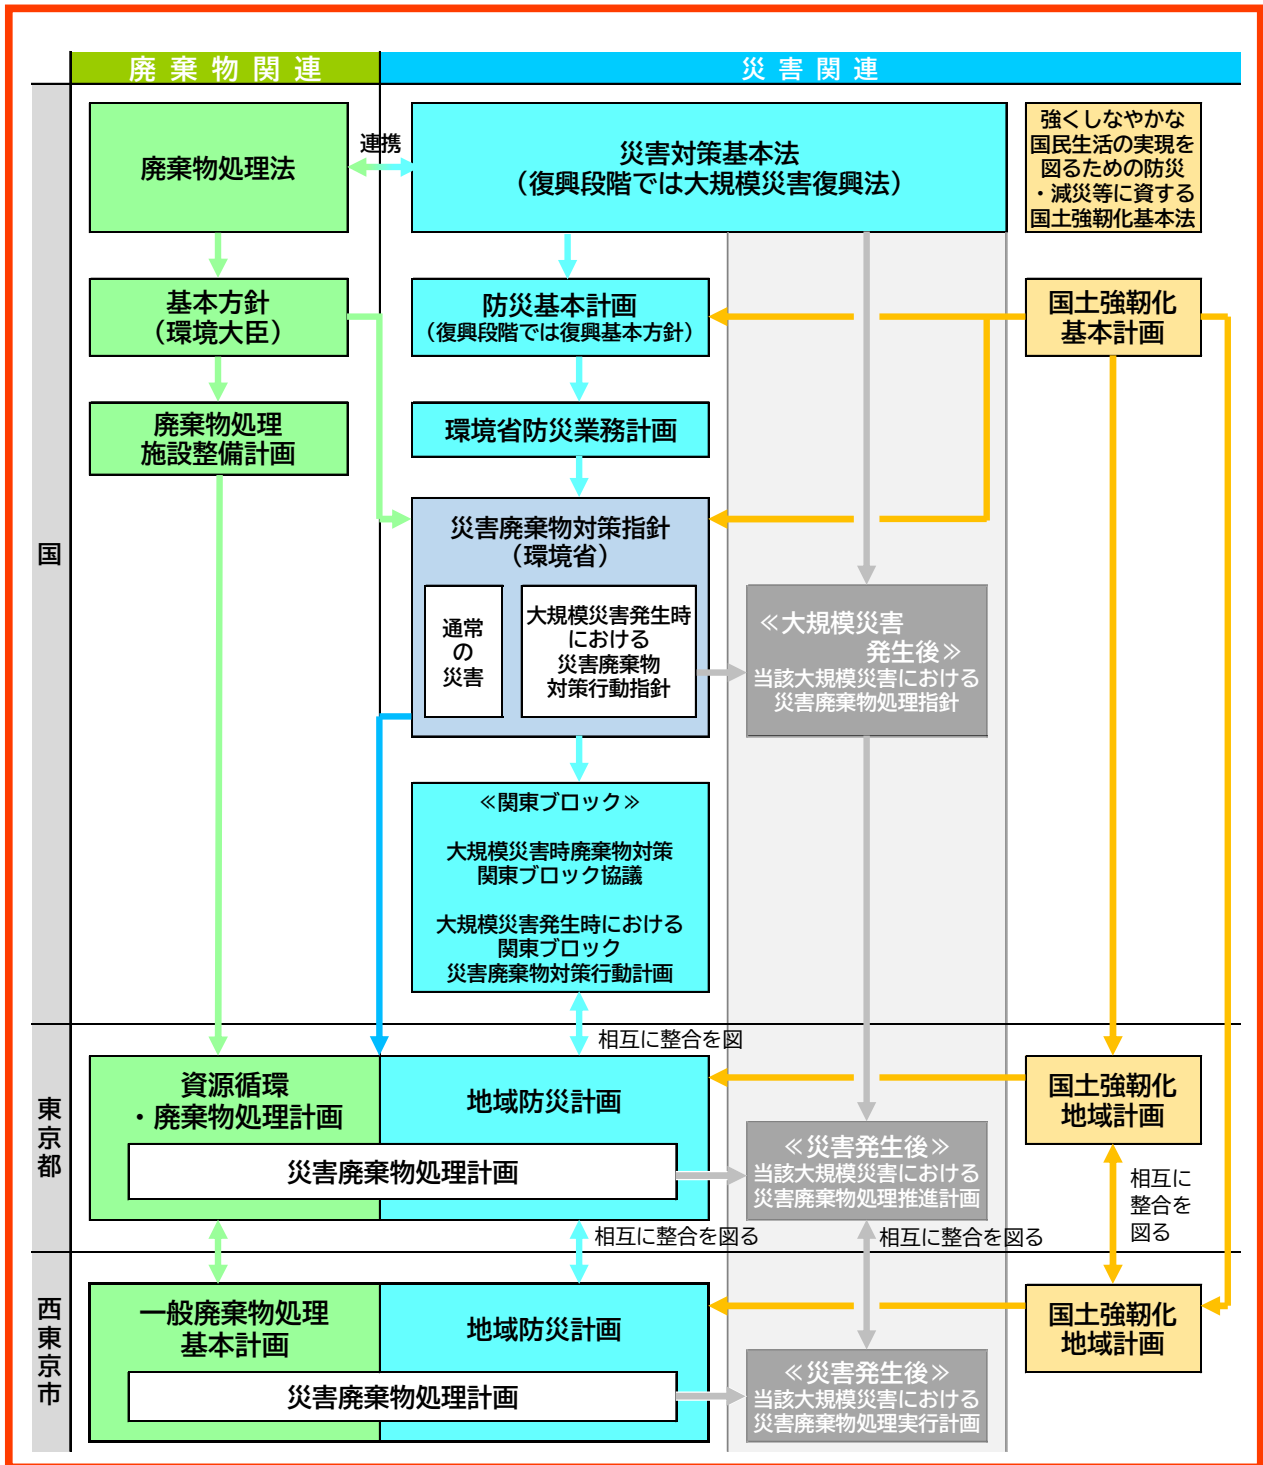 廃棄物関連
災害関連
国
廃棄物処理法
連携
災害対策基本法
（復興段階では大規模災害復興法）
強くしなやかな
国民生活の実現を
図るための防災
・減災等に資する
国土強靭化基本法
基本方針
（環境大臣）
防災基本計画
（復興段階では復興基本方針）
国土強靭化
基本計画
廃棄物処理
施設整備計画
環境省防災業務計画
災害廃棄物対策指針
（環境省）
通常
の
災害
大規模災害発生時
における
災害廃棄物
対策行動指針
≪大規模災害
発生後≫
当該大規模災害における
災害廃棄物処理指針
≪関東ブロック≫
大規模災害時廃棄物対策
関東ブロック協議
大規模災害発生時における
関東ブロック
災害廃棄物対策行動計画
相互に整合を図
東京都
資源循環
・廃棄物処理計画
地域防災計画
災害廃棄物処理計画
≪災害発生後≫
当該大規模災害における
災害廃棄物処理推進計画
国土強靭化
地域計画
相互に
整合を
図る
相互に整合を図る
相互に整合を図る
西東京市
一般廃棄物処理
基本計画
地域防災計画
災害廃棄物処理計画
≪災害発生後≫
当該大規模災害における
災害廃棄物処理実行計画
国土強靭化
地域計画